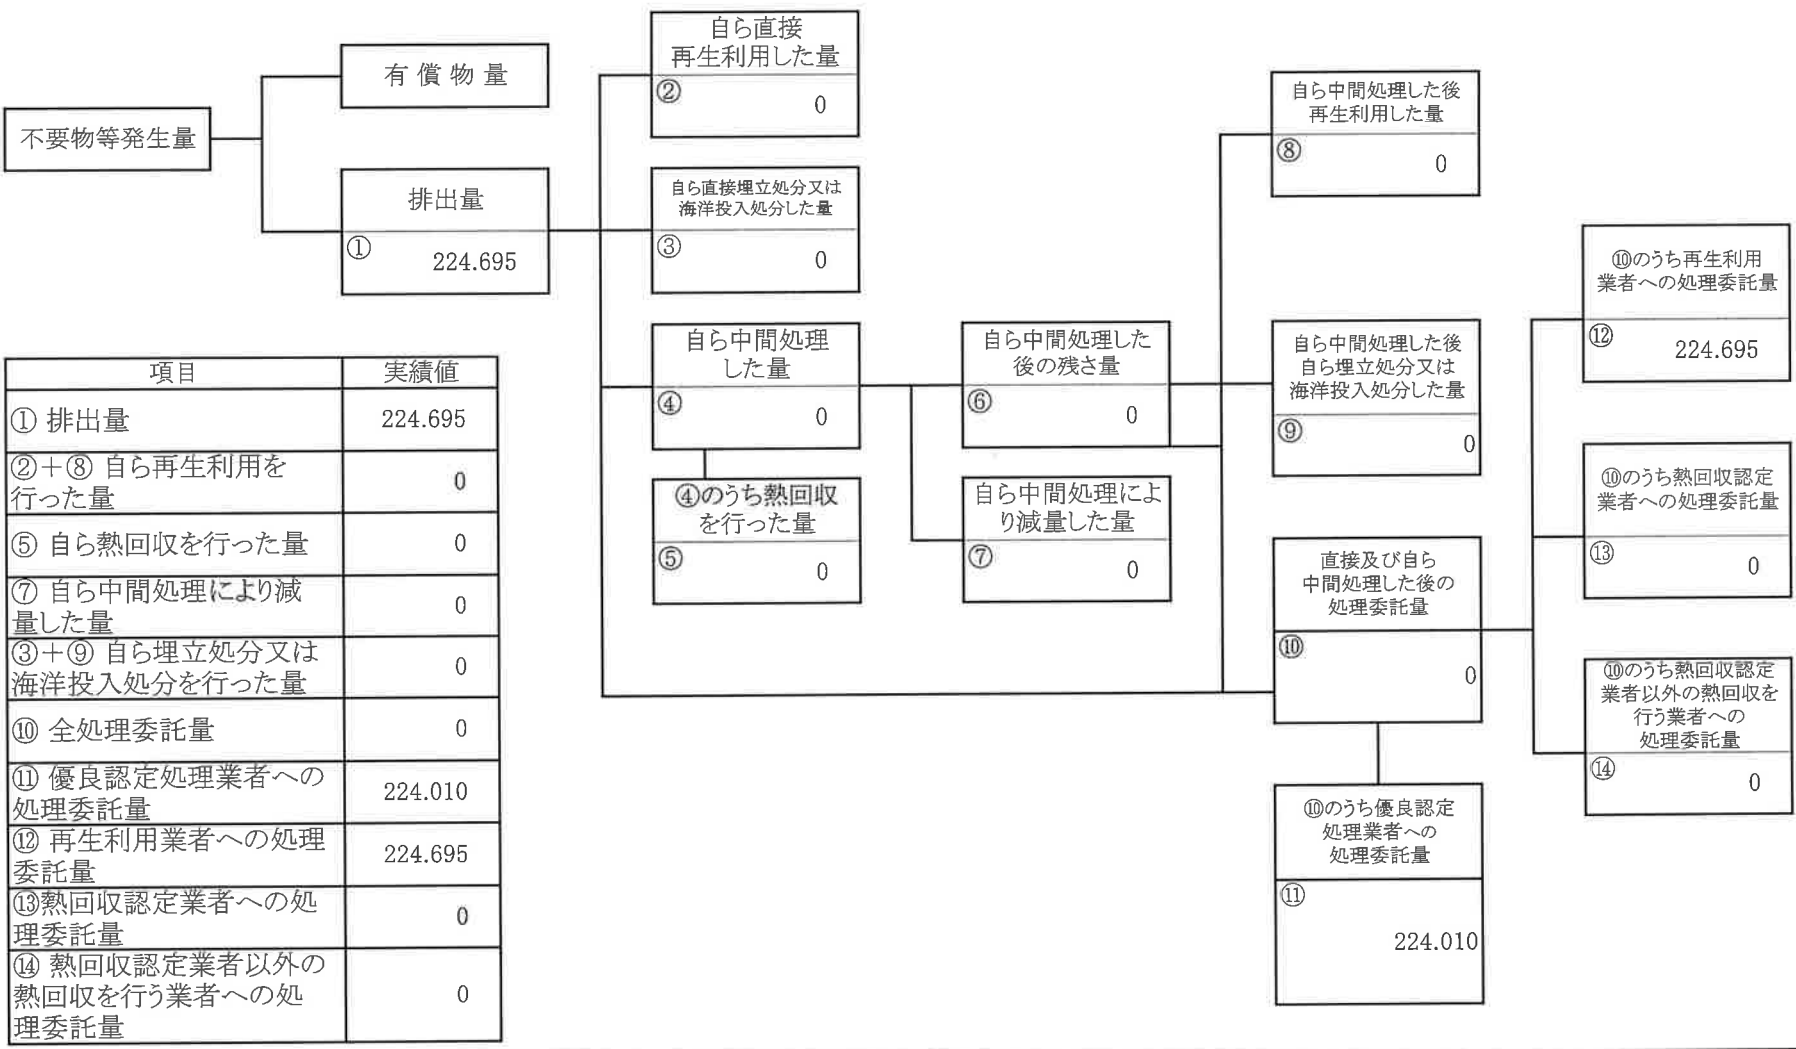 不要物等発生量
有償物量
排出量
①
224.695
自ら直接
再生利用した量
②
0
自ら直接埋立処分又は
海洋投入処分した量
③
0
自ら中間処理
した量
④
0
④のうち熱回収
を行った量
⑤
0
自ら中間処理した
後の残さ量
⑥
0
自ら中間処理によ
り減量した量
⑦
0
自ら中間処理した後
再生利用した量
⑧
0
自ら中間処理した後
自ら埋立処分又は
海洋投入処分した量
⑨
0
直接及び自ら
中間処理した後の
処理委託量
⑩
0
⑩のうち優良認定
処理業者への
処理委託量
⑪
224.010
⑩のうち再生利用
業者への処理委託量
⑫
224.695
⑩のうち熱回収認定
業者への処理委託量
⑬
0
⑩のうち熱回収認定
業者以外の熱回収を
行う業者への
処理委託量
⑭
0
項目 実績値
① 排出量 224.695
②+⑧ 自ら再生利用を
行った量
0
⑤ 自ら熱回収を行った量 0
⑦ 自ら中間処理により減
量した量
0
③+⑨ 自ら埋立処分又は
海洋投入処分を行った量
0
⑩ 全処理委託量 0
⑪ 優良認定処理業者への
処理委託量
224.010
⑫ 再生利用業者への処理
委託量
224.695
⑬熱回収認定業者への処
理委託量
0
⑭ 熱回収認定業者以外の
熱回収を行う業者への処
理委託量
0